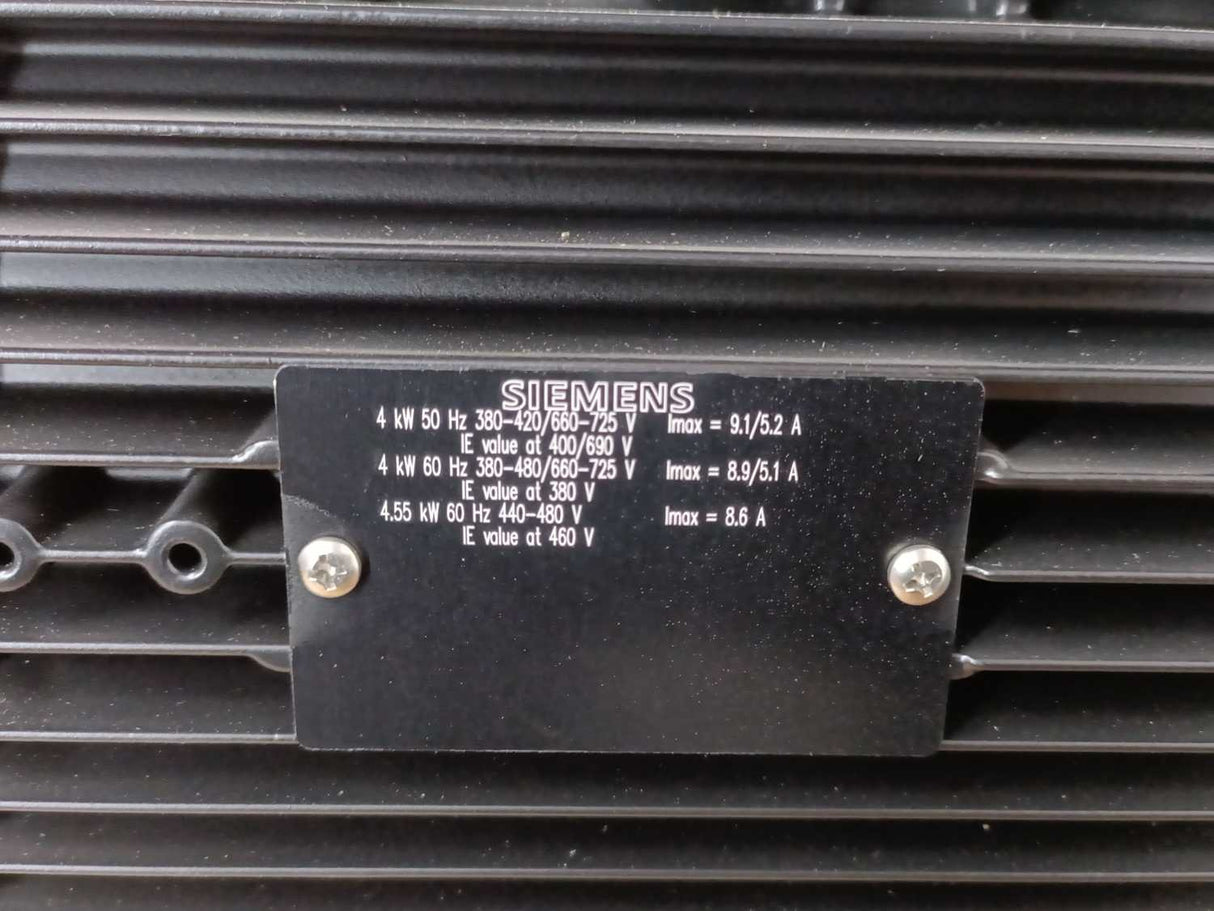 SIEMENS
4 kW 50 Hz 380-420/660-725 V Imax = 9.1/5.2 A
IE value at 400/690 V
4 kW 60 Hz 380-480/660-725 V Imax = 8.9/5.1 A
IE value at 380 V
4.55 kW 60 Hz 440-480 V Imax = 8.6 A
IE value at 460 V